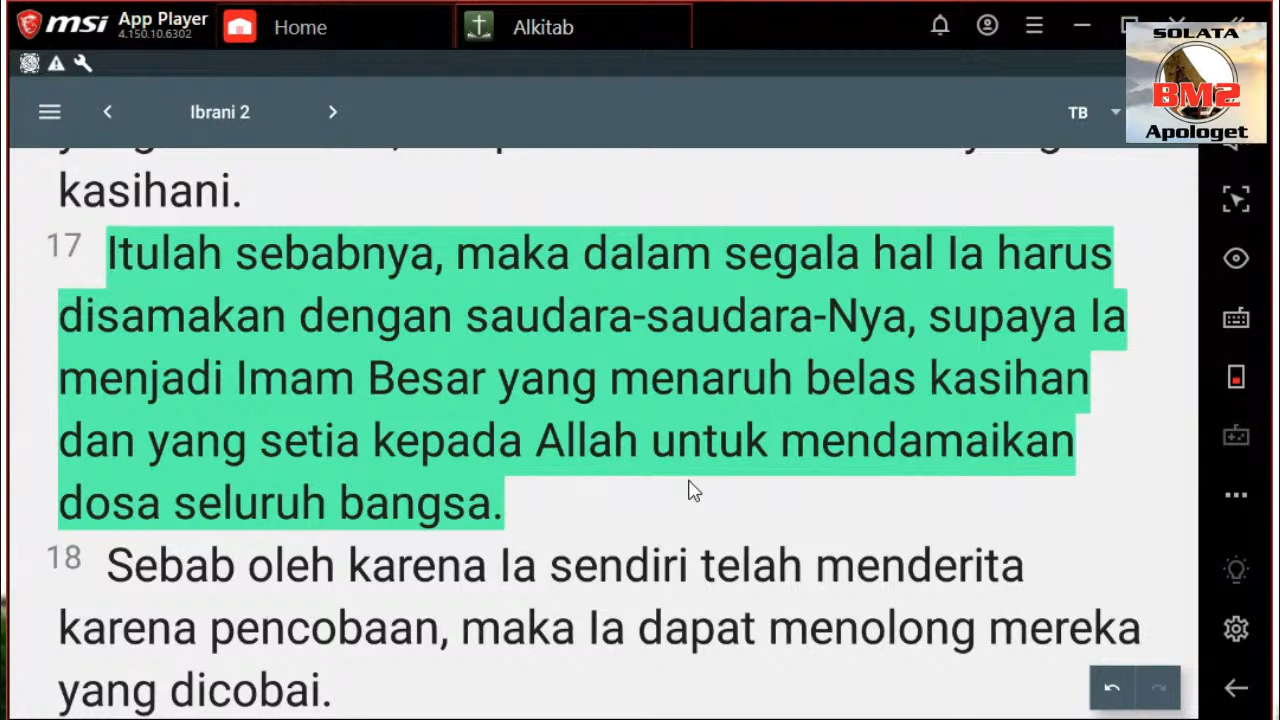 msi App Player
4.150.10.6302
Home
Alkitab
SOLATA
BM2
Apologet
Ibrani 2
TB
kasihani.
17 Itulah sebabnya, maka dalam segala hal Ia harus
disamakan dengan saudara-saudara-Nya, supaya Ia
menjadi Imam Besar yang menaruh belas kasihan
dan yang setia kepada Allah untuk mendamaikan
dosa seluruh bangsa.
18 Sebab oleh karena Ia sendiri telah menderita
karena pencobaan, maka Ia dapat menolong mereka
yang dicobai.